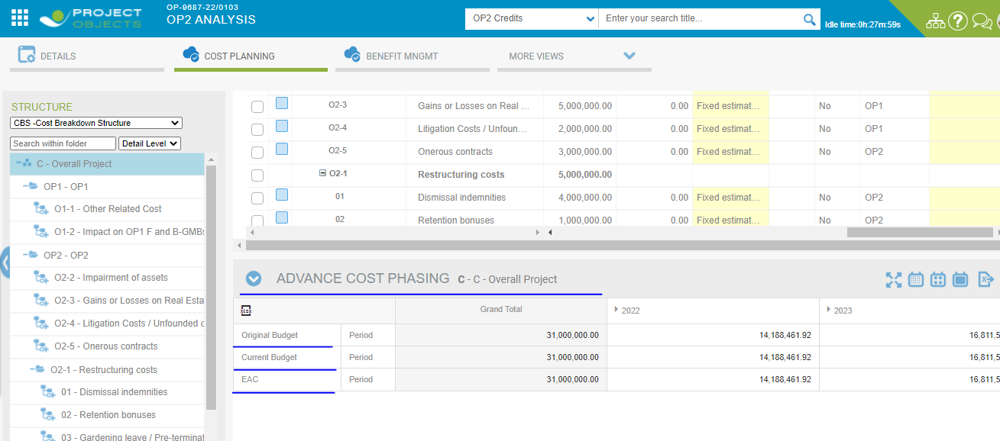 PROJECT OBJECTS
OP-9687-22/0103
OP2 ANALYSIS
OP2 Credits
Enter your search title...
Idle time:0h:27m:59s
DETAILS
COST PLANNING
BENEFIT MNGMT
MORE VIEWS
STRUCTURE
CBS -Cost Breakdown Structure
Search within folder Detail Level
C - Overall Project
OP1 - OP1
O1-1 - Other Related Cost
O1-2 - Impact on OP1 F and B-GMBs
OP2 - OP2
O2-2 - Impairment of assets
O2-3 - Gains or Losses on Real Esta
O2-4 - Litigation Costs / Unfounded c
O2-5 - Onerous contracts
O2-1 - Restructuring costs
01 - Dismissal indemnities
02 - Retention bonuses
03 - Gardening leave / Pre-terminat
O2-3 Gains or Losses on Real ... 5,000,000.00 0.00 Fixed estimat... No OP1
O2-4 Litigation Costs / Unfoun... 2,000,000.00 0.00 Fixed estimat... No OP1
O2-5 Onerous contracts 3,000,000.00 0.00 Fixed estimat... No OP2
O2-1 Restructuring costs 5,000,000.00
01 Dismissal indemnities 4,000,000.00 0.00 Fixed estimat... No OP2
02 Retention bonuses 1,000,000.00 0.00 Fixed estimat... No OP2
ADVANCE COST PHASING C - C - Overall Project
XLSX Grand Total 2022 2023
Original Budget Period 31,000,000.00 14,188,461.92 16,811,5
Current Budget Period 31,000,000.00 14,188,461.92 16,811,5
EAC Period 31,000,000.00 14,188,461.92 16,811,5